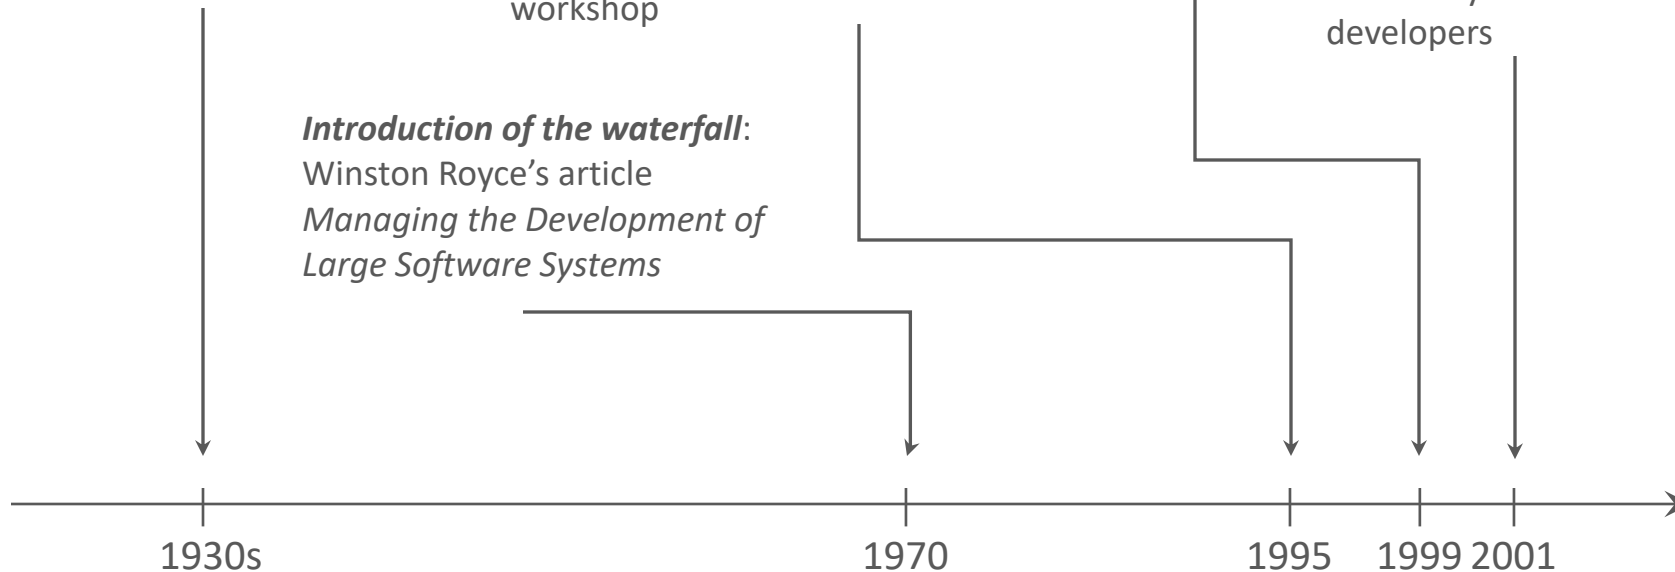 workshop
developers
Introduction of the waterfall:
Winston Royce’s article
Managing the Development of
Large Software Systems
1930s
1970
1995
1999
2001